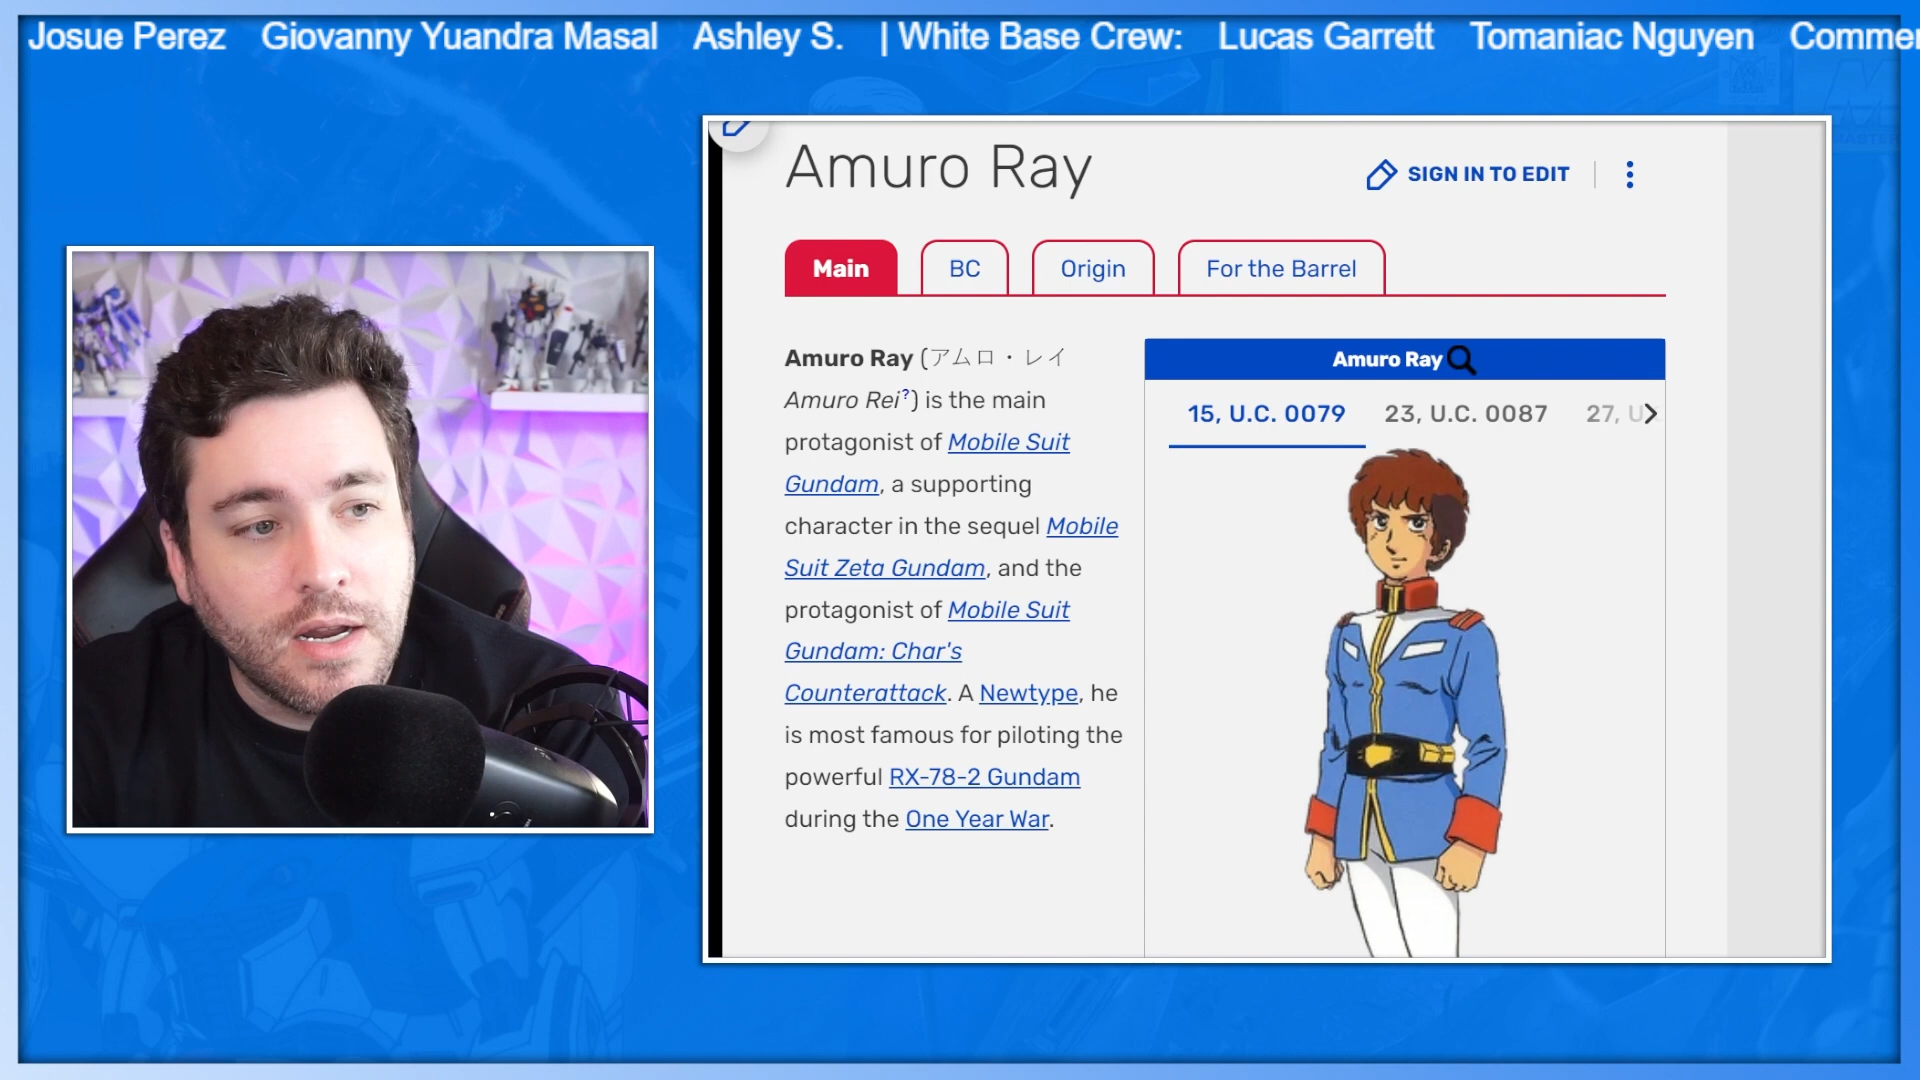 Josue Perez Giovanny Yuandra Masal Ashley S. | White Base Crew: Lucas Garrett Tomaniac Nguyen
Amuro Ray
SIGN IN TO EDIT
Main BC Origin For the Barrel
Amuro Ray (アムロ・レイ
Amuro Rei?) is the main
protagonist of Mobile Suit
Gundam, a supporting
character in the sequel Mobile
Suit Zeta Gundam, and the
protagonist of Mobile Suit
Gundam: Char's
Counterattack. A Newtype, he
is most famous for piloting the
powerful RX-78-2 Gundam
during the One Year War.
Amuro Ray
15, U.C. 0079 23, U.C. 0087 27, U